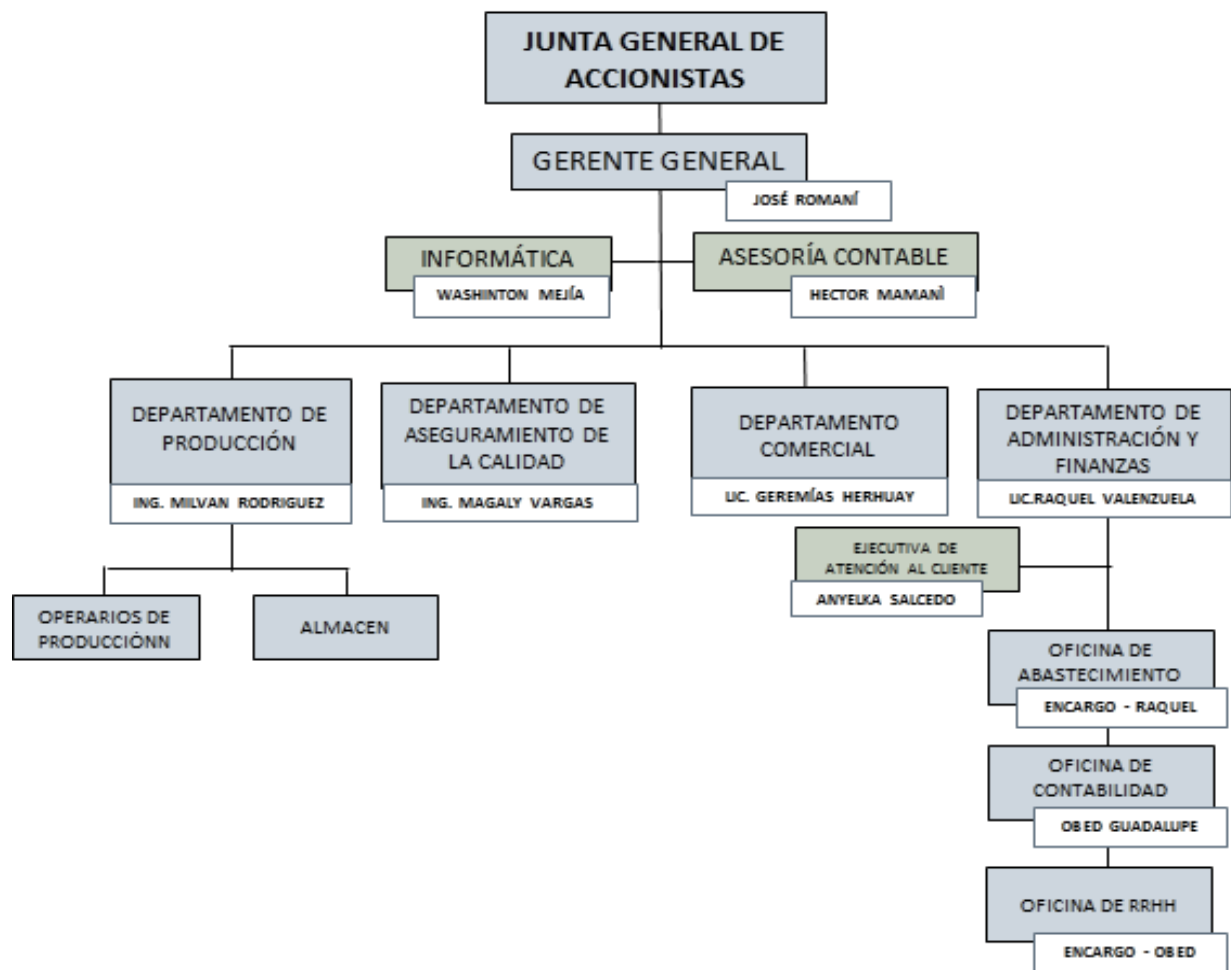 JUNTA GENERAL DE
ACCIONISTAS
GERENTE GENERAL
JOSÉ ROMANÍ
INFORMÁTICA
WASHINTON MEJÍA
ASESORÍA CONTABLE
HECTOR MAMANÌ
DEPARTAMENTO DE
PRODUCCIÓN
ING. MILVAN RODRIGUEZ
DEPARTAMENTO DE
ASEGURAMIENTO DE
LA CALIDAD
ING. MAGALY VARGAS
DEPARTAMENTO
COMERCIAL
LIC. GEREMÍAS HERHUAY
DEPARTAMENTO DE
ADMINISTRACIÓN Y
FINANZAS
LIC.RAQUEL VALENZUELA
EJECUTIVA DE
ATENCIÓN AL CLIENTE
ANYELKA SALCEDO
OPERARIOS DE
PRODUCCIÒNN
ALMACEN
OFICINA DE
ABASTECIMIENTO
ENCARGO - RAQUEL
OFICINA DE
CONTABILIDAD
OBED GUADALUPE
OFICINA DE RRHH
ENCARGO - OBED